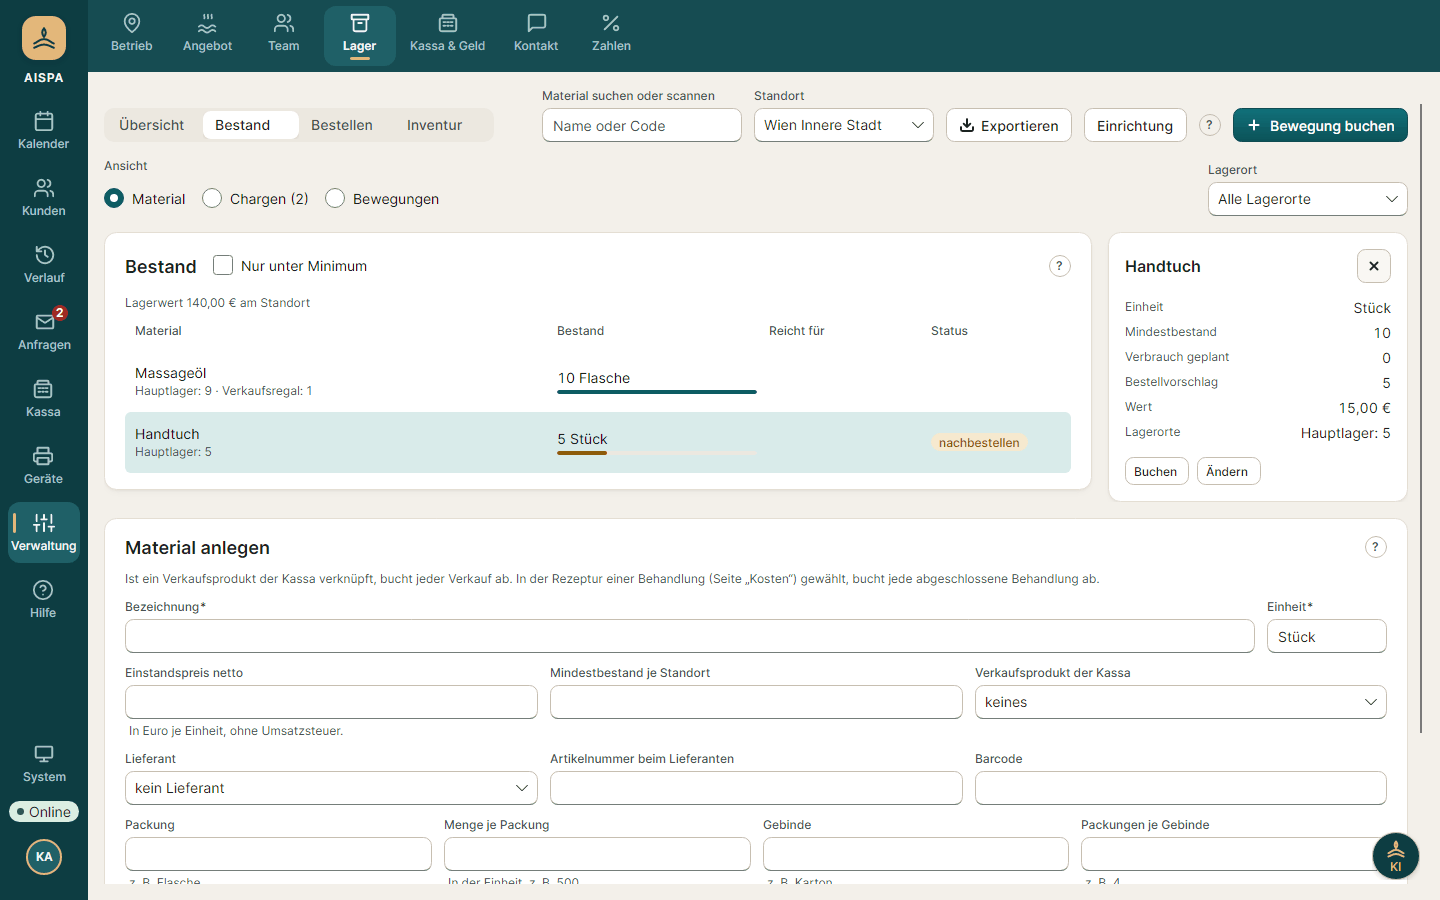 AISPA
Kalender
Kunden
Verlauf
2
Anfragen
Kassa
Geräte
Verwaltung
Hilfe
System
Online
KA
Betrieb
Angebot
Team
Lager
Kassa & Geld
Kontakt
Zahlen
Übersicht
Bestand
Bestellen
Inventur
Material suchen oder scannen
Name oder Code
Standort
Wien Innere Stadt
Exportieren
Einrichtung
?
+ Bewegung buchen
Ansicht
Material
Chargen (2)
Bewegungen
Lagerort
Alle Lagerorte
Bestand
Nur unter Minimum
?
Lagerwert 140,00 € am Standort
Material Bestand Reicht für Status
Massageöl
Hauptlager: 9 · Verkaufsregal: 1
10 Flasche
Handtuch
Hauptlager: 5
5 Stück
nachbestellen
Handtuch
Einheit Stück
Mindestbestand 10
Verbrauch geplant 0
Bestellvorschlag 5
Wert 15,00 €
Lagerorte Hauptlager: 5
Buchen
Ändern
Material anlegen
?
Ist ein Verkaufsprodukt der Kassa verknüpft, bucht jeder Verkauf ab. In der Rezeptur einer Behandlung (Seite „Kosten“) gewählt, bucht jede abgeschlossene Behandlung ab.
Bezeichnung*
Einheit*
Stück
Einstandspreis netto
In Euro je Einheit, ohne Umsatzsteuer.
Mindestbestand je Standort
Verkaufsprodukt der Kassa
keines
Lieferant
kein Lieferant
Artikelnummer beim Lieferanten
Barcode
Packung
z. B. Flasche
Menge je Packung
In der Einheit, z. B. 500
Gebinde
z. B. Karton
Packungen je Gebinde
z. B. 4
KI